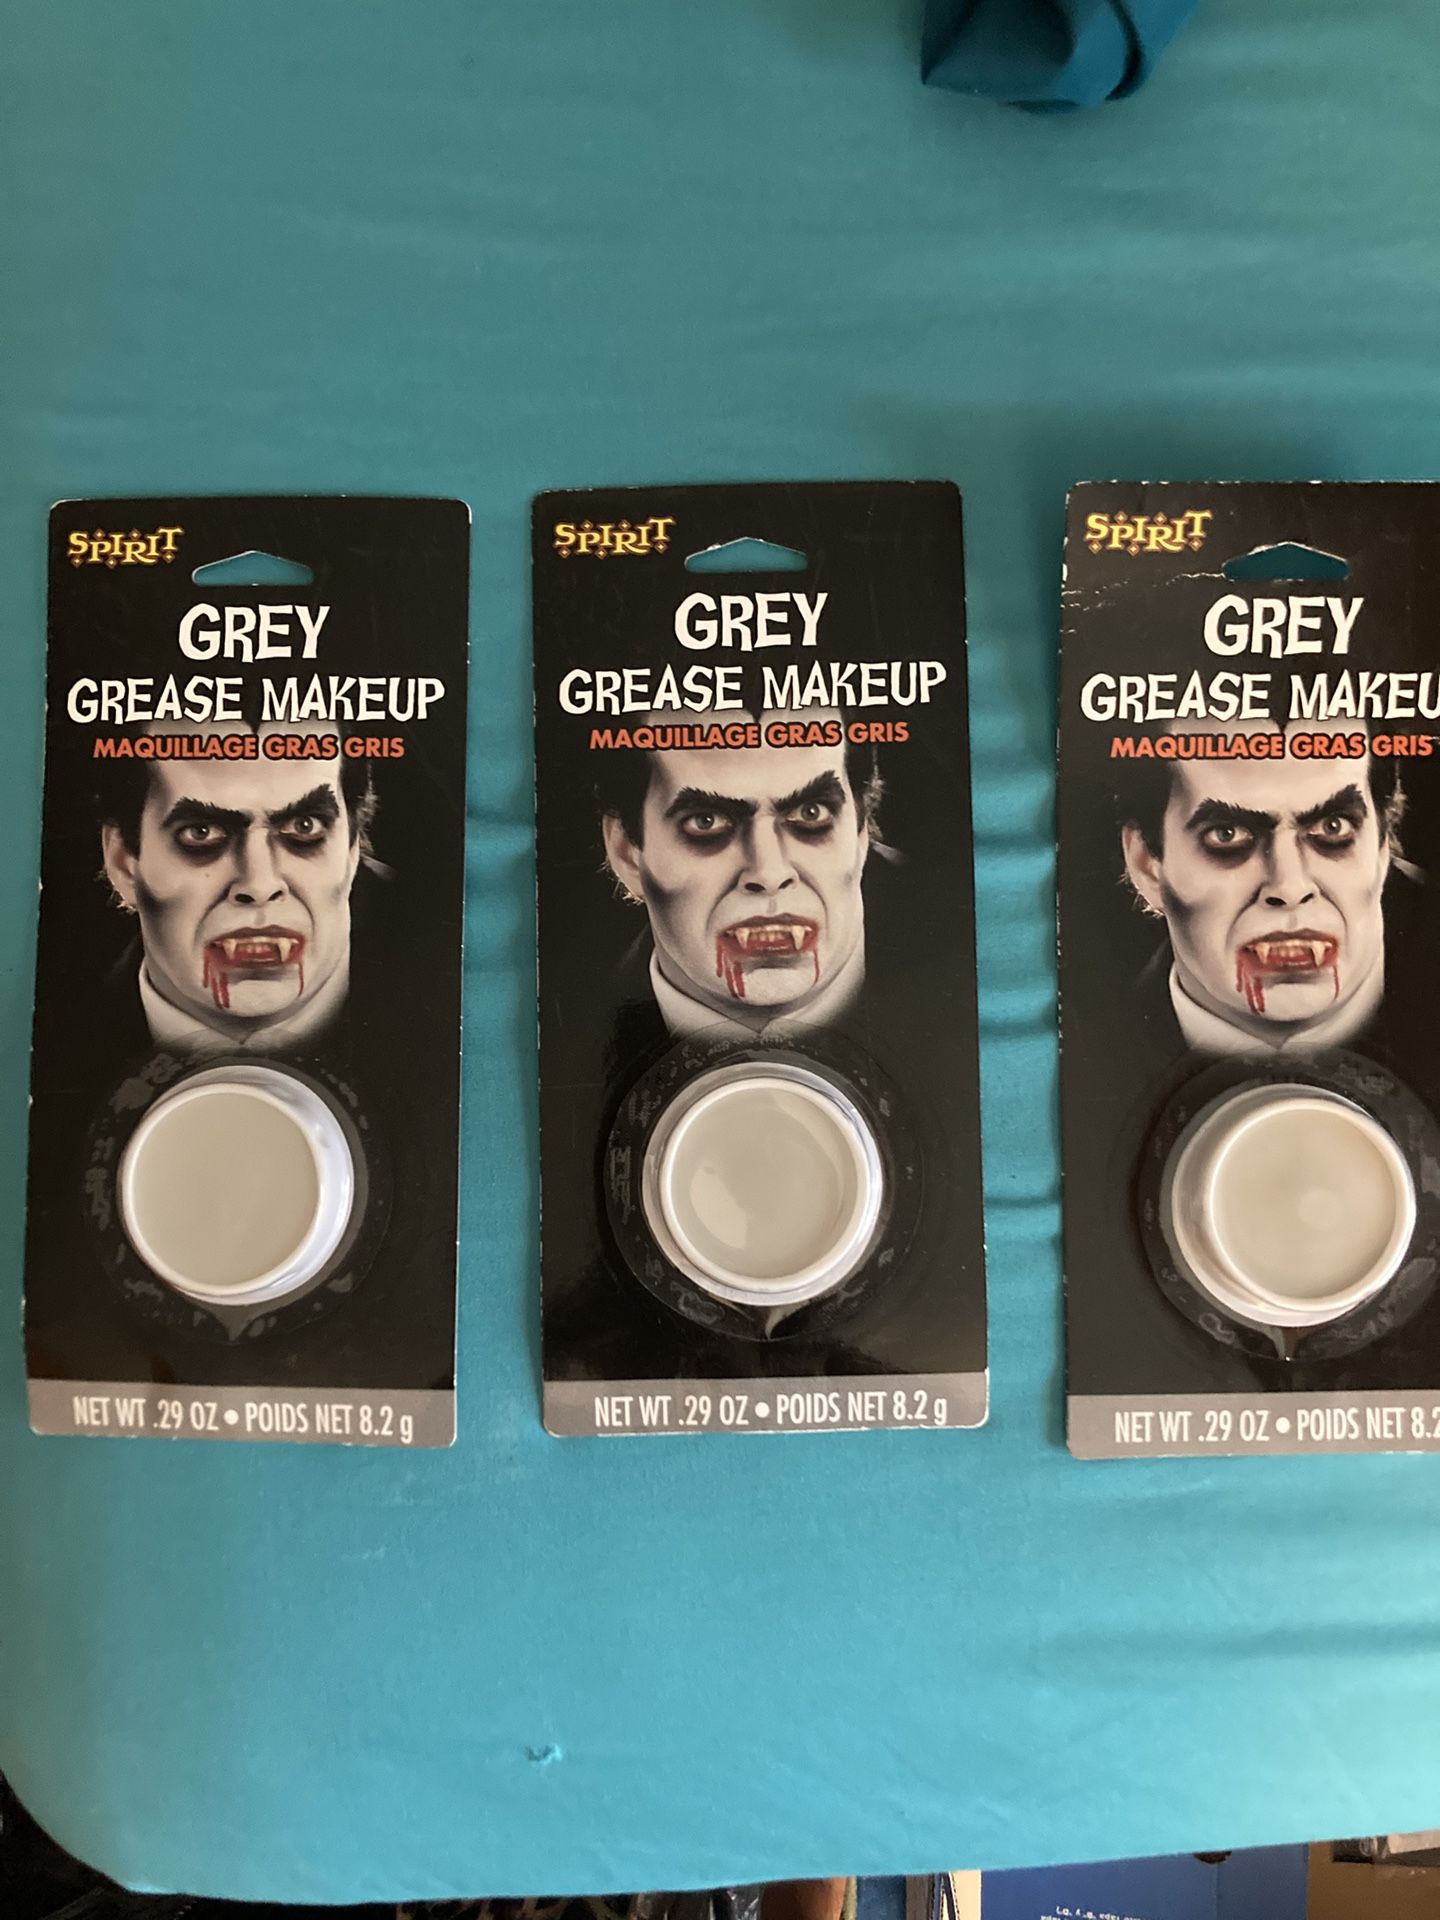 SPIRIT
GREY
GREASE MAKEUP
MAQUILLAGE GRAS GRIS
NET WT .29 OZ • POIDS NET 8.2 g
SPIRIT
GREY
GREASE MAKEUP
MAQUILLAGE GRAS GRIS
NET WT .29 OZ • POIDS NET 8.2 g
SPIRIT
GREY
GREASE MAKEU
MAQUILLAGE GRAS GRIS
NET WT .29 OZ • POIDS NET 8.2